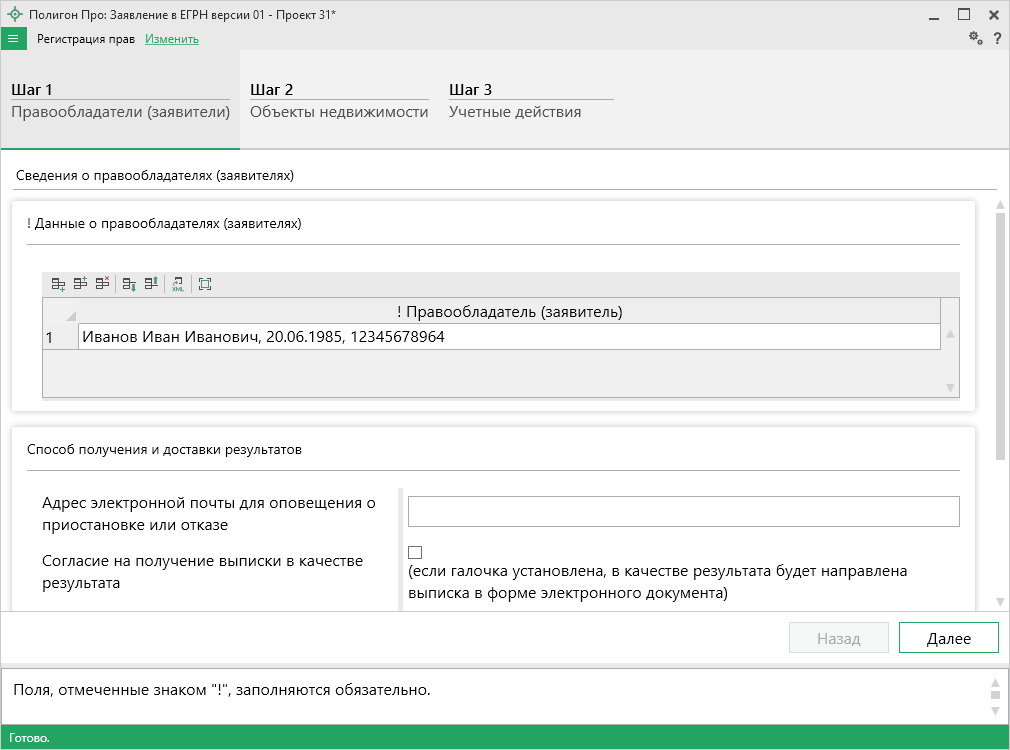 Полигон Про: Заявление в ЕГРН версии 01 - Проект 31*
Регистрация прав Изменить
?
Шаг 1 Шаг 2 Шаг 3
Правообладатели (заявители) Объекты недвижимости Учетные действия
Сведения о правообладателях (заявителях)
! Данные о правообладателях (заявителях)
XML
! Правообладатель (заявитель)
1 Иванов Иван Иванович, 20.06.1985, 12345678964
Способ получения и доставки результатов
Адрес электронной почты для оповещения о
приостановке или отказе
Согласие на получение выписки в качестве
результата
(если галочка установлена, в качестве результата будет направлена
выписка в форме электронного документа)
Назад Далее
Поля, отмеченные знаком "!", заполняются обязательно.
Готово.